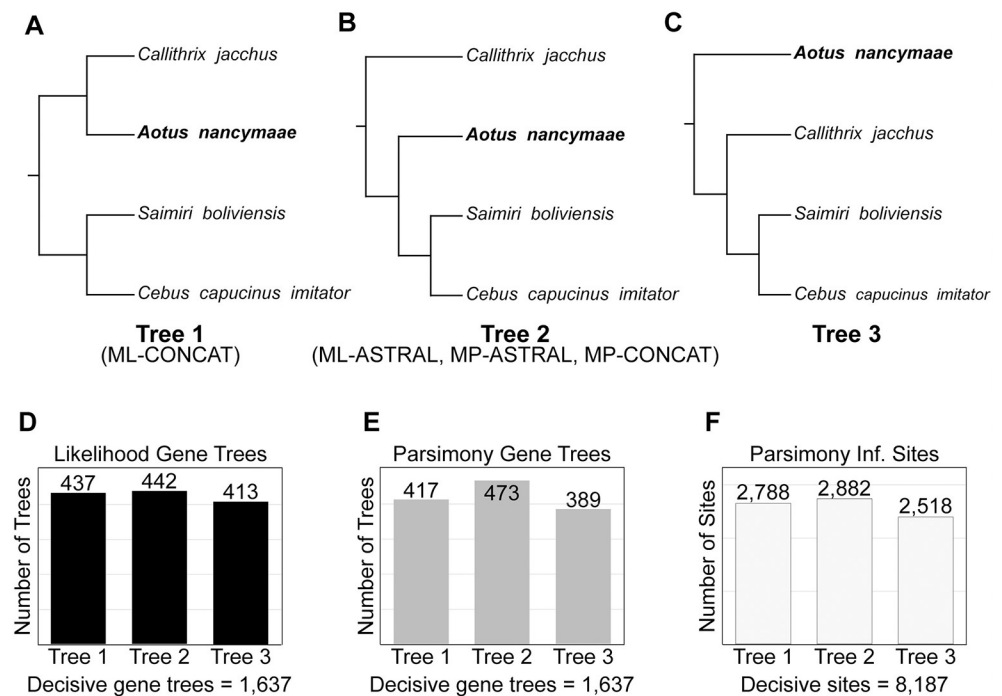 A
Callithrix jacchus
Aotus nancymaae
Saimiri boliviensis
Cebus capucinus imitator
Tree 1
(ML-CONCAT)
B
Callithrix jacchus
Aotus nancymaae
Saimiri boliviensis
Cebus capucinus imitator
Tree 2
(ML-ASTRAL, MP-ASTRAL, MP-CONCAT)
C
Aotus nancymaae
Callithrix jacchus
Saimiri boliviensis
Cebus capucinus imitator
Tree 3
D
Likelihood Gene Trees
Number of Trees
437 442 413
Tree 1 Tree 2 Tree 3
Decisive gene trees = 1,637
E
Parsimony Gene Trees
Number of Trees
417 473 389
Tree 1 Tree 2 Tree 3
Decisive gene trees = 1,637
F
Parsimony Inf. Sites
Number of Sites
2,788 2,882 2,518
Tree 1 Tree 2 Tree 3
Decisive sites = 8,187